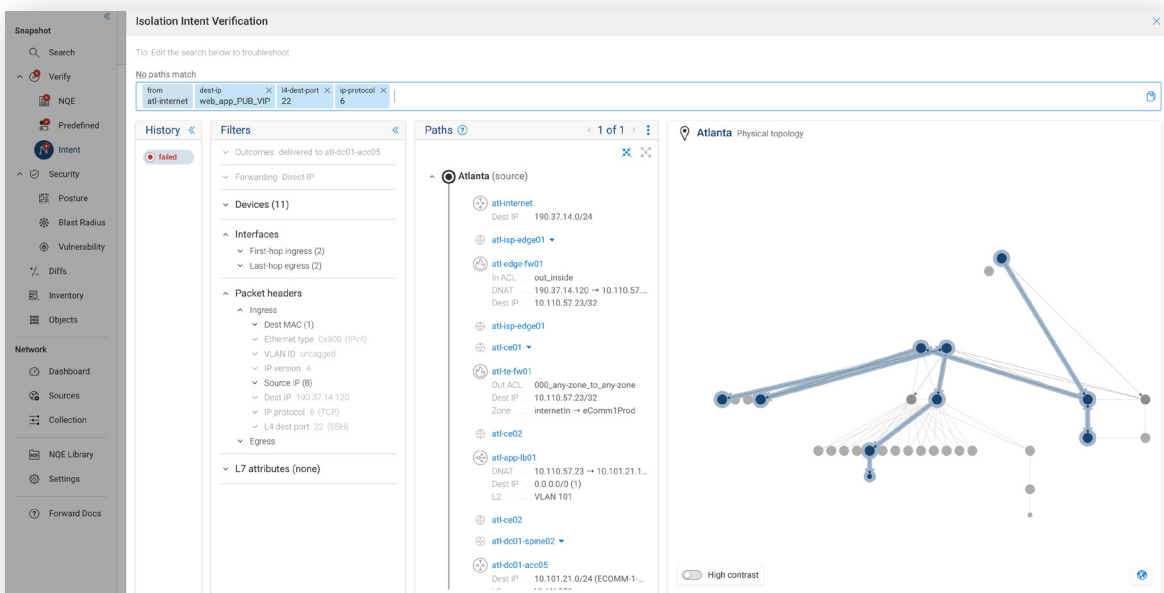 Isolation Intent Verification
Snapshot
Search
Verify
NQE
Predefined
Intent
Security
Posture
Blast Radius
Vulnerability
Diffs
Inventory
Objects
Network
Dashboard
Sources
Collection
NQE Library
Settings
Forward Docs
Tip: Edit the search below to troubleshoot
No paths match
from dest-ip l4-dest-port ip-protocol
atl-internet web_app_PUB_VIP 22 6
History
failed
Filters
Outcomes delivered to atl-dc01-acc05
Forwarding Direct IP
Devices (11)
Interfaces
First-hop ingress (2)
Last-hop egress (2)
Packet headers
Ingress
Dest MAC (1)
Ethernet type 0x800 (IPv4)
VLAN ID untagged
IP version 4
Source IP (8)
Dest IP 190.37.14.120
IP protocol 6 (TCP)
L4 dest port 22 (SSH)
Egress
L7 attributes (none)
Paths 1 of 1
Atlanta (source)
atl-internet
Dest IP 190.37.14.0/24
atl-isp-edge01
atl-edge-fw01
In ACL out_inside
DNAT 190.37.14.120 → 10.110.57....
Dest IP 10.110.57.23/32
atl-isp-edge01
atl-ce01
atl-te-fw01
Out ACL 000_any-zone_to_any-zone
Dest IP 10.110.57.23/32
Zone internetIn → eComm1Prod
atl-ce02
atl-app-lb01
DNAT 10.110.57.23 → 10.101.21.1...
Dest IP 0.0.0.0/0 (1)
L2 VLAN 101
atl-ce02
atl-dc01-spine02
atl-dc01-acc05
Dest IP 10.101.21.0/24 (ECOMM-1-...
Atlanta Physical topology
High contrast